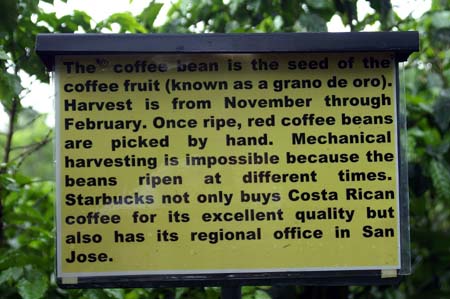 The coffee bean is the seed of the
coffee fruit (known as a grano de oro).
Harvest is from November through
February. Once ripe, red coffee beans
are picked by hand. Mechanical
harvesting is impossible because the
beans ripen at different times.
Starbucks not only buys Costa Rican
coffee for its excellent quality but
also has its regional office in San
Jose.